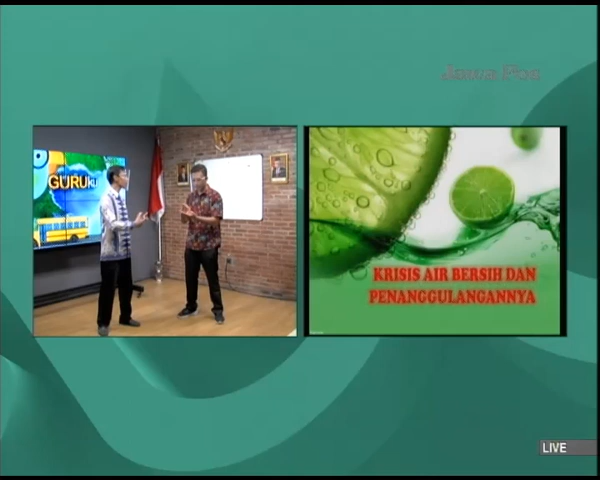 Jawa Pos
GURUku
KRISIS AIR BERSIH DAN
PENANGGULANGANNYA
LIVE